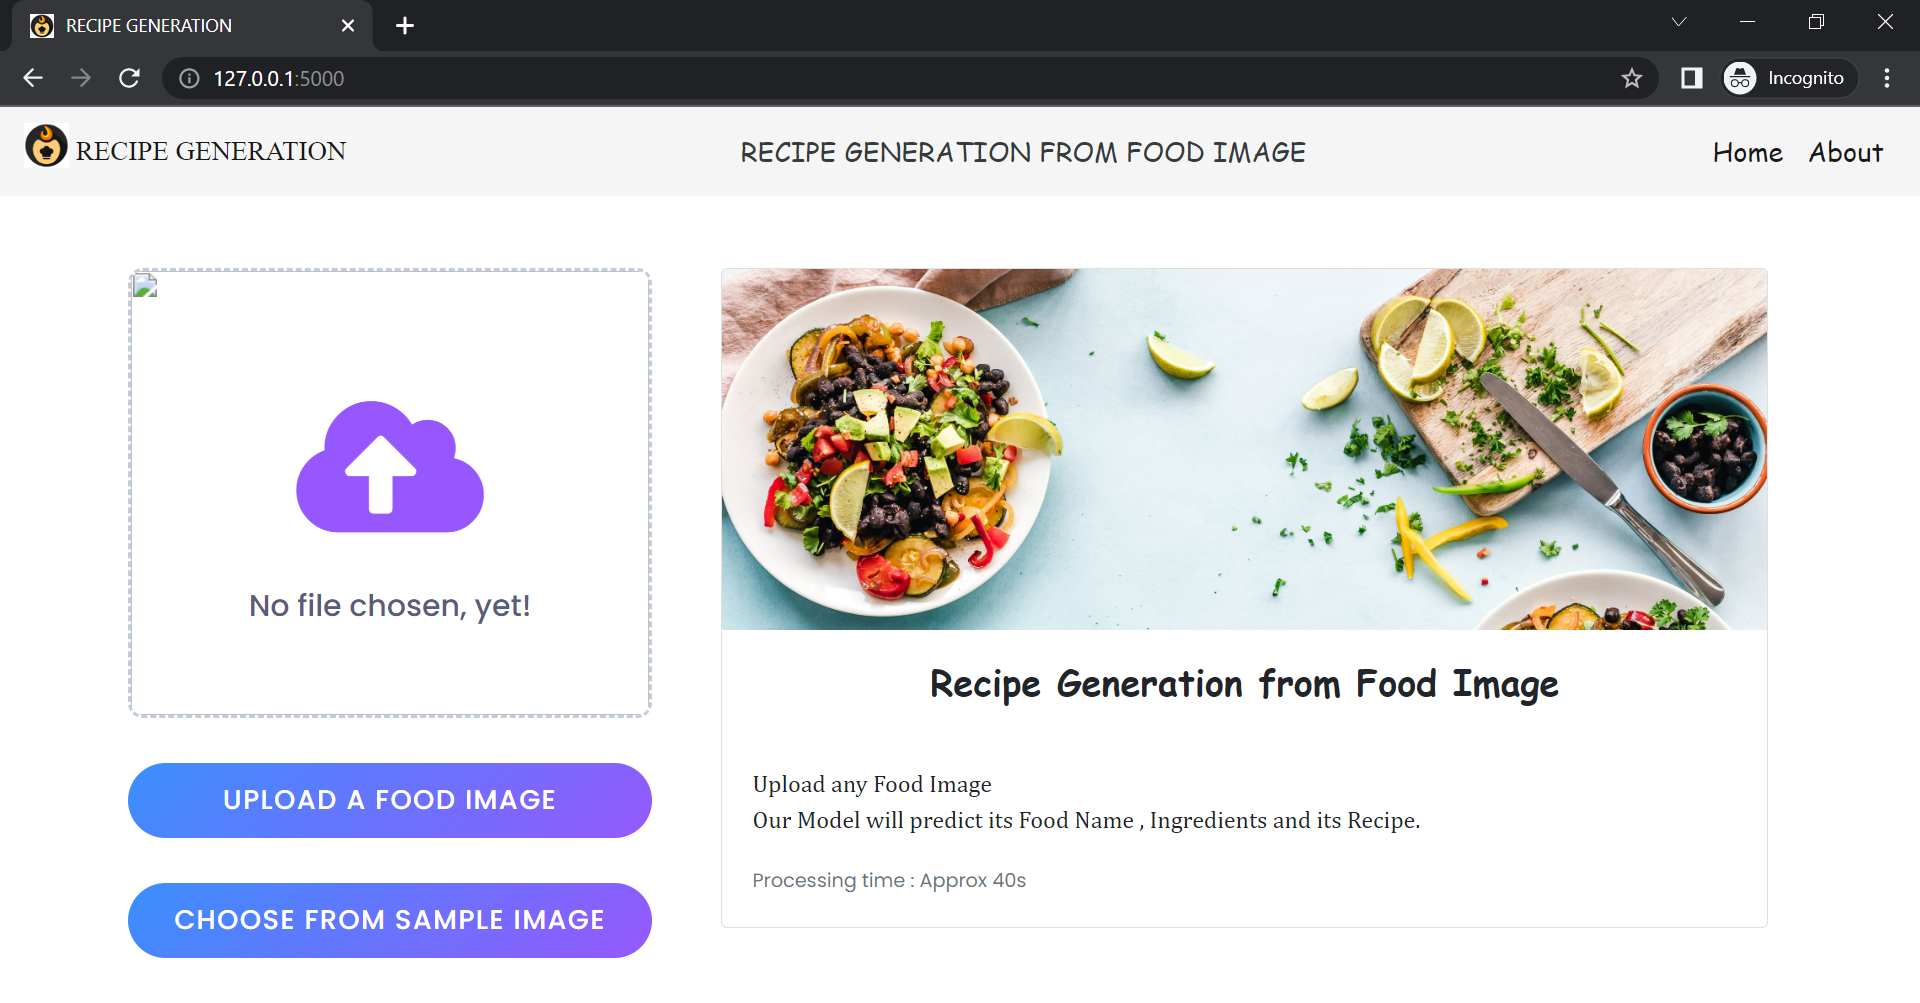 RECIPE GENERATION
127.0.0.1:5000
Incognito
RECIPE GENERATION
RECIPE GENERATION FROM FOOD IMAGE
Home About
No file chosen, yet!
UPLOAD A FOOD IMAGE
CHOOSE FROM SAMPLE IMAGE
Recipe Generation from Food Image
Upload any Food Image
Our Model will predict its Food Name , Ingredients and its Recipe.
Processing time : Approx 40s